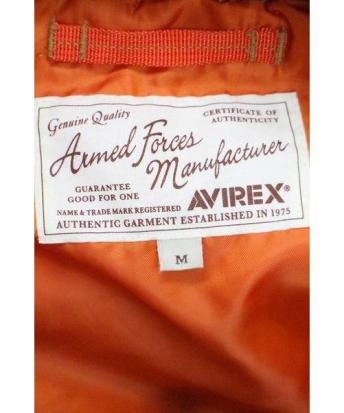 Genuine Quality
CERTIFICATE OF
AUTHENTICITY
Armed Forces
Manufacturer
GUARANTEE
GOOD FOR ONE
AVIREX®
NAME & TRADE MARK REGISTERED
AUTHENTIC GARMENT ESTABLISHED IN 1975
M